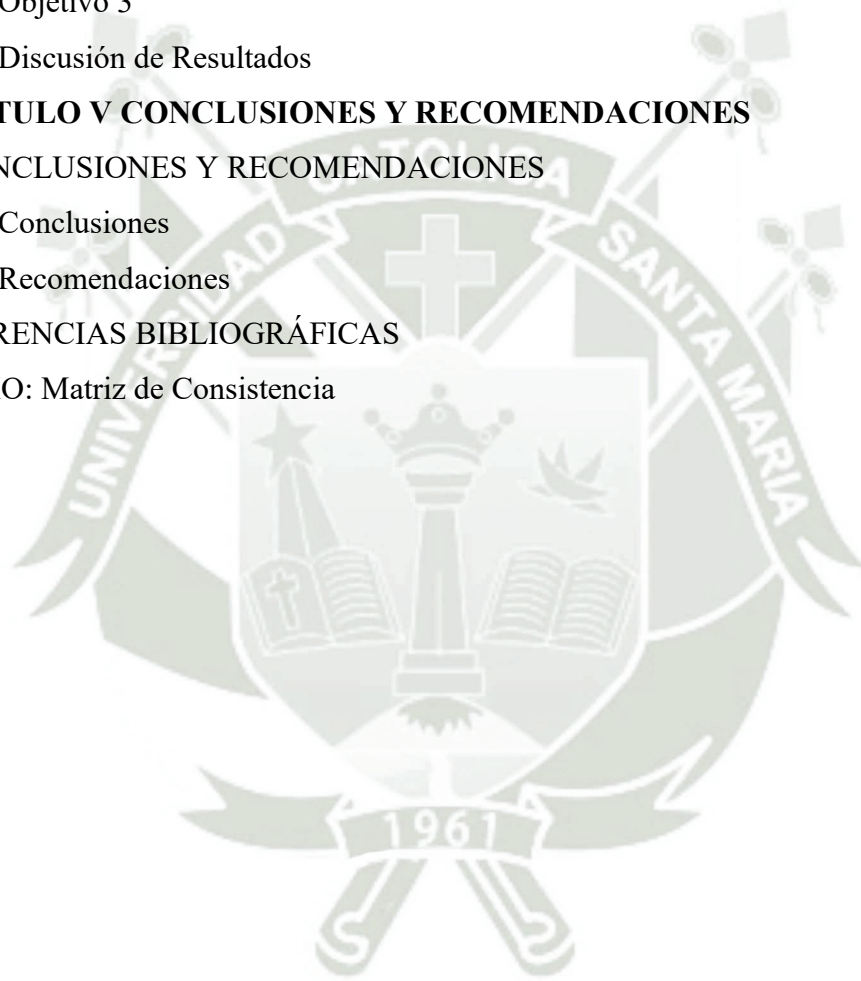 Objetivo 3
Discusión de Resultados
TULO V CONCLUSIONES Y RECOMENDACIONES
NCLUSIONES Y RECOMENDACIONES
Conclusiones
Recomendaciones
RENCIAS BIBLIOGRÁFICAS
O: Matriz de Consistencia
UNIVERSIDAD CATOLICA SANTA MARIA
1961